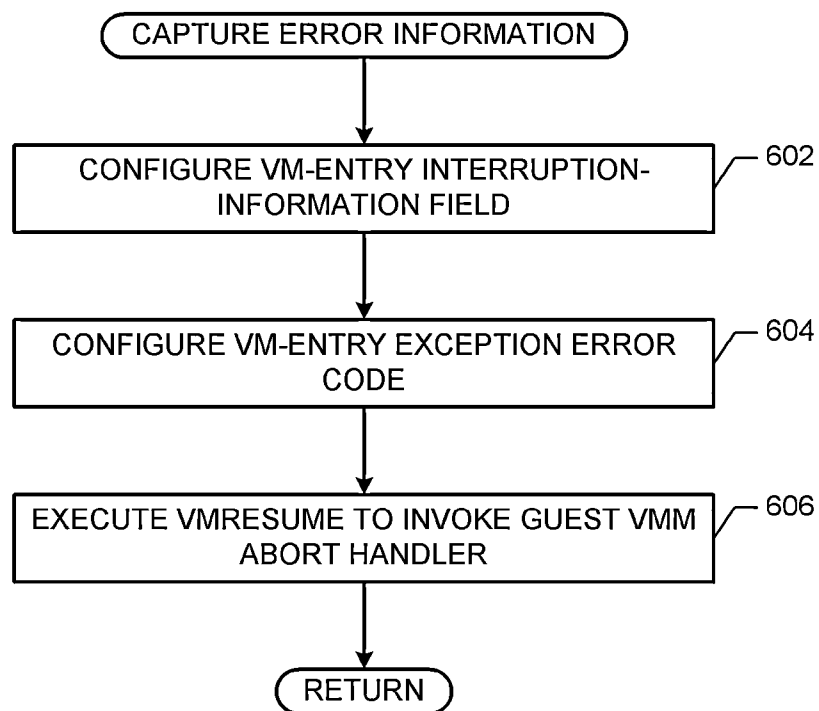 CAPTURE ERROR INFORMATION
CONFIGURE VM-ENTRY INTERRUPTION-
INFORMATION FIELD
602
CONFIGURE VM-ENTRY EXCEPTION ERROR
CODE
604
EXECUTE VMRESUME TO INVOKE GUEST VMM
ABORT HANDLER
606
RETURN